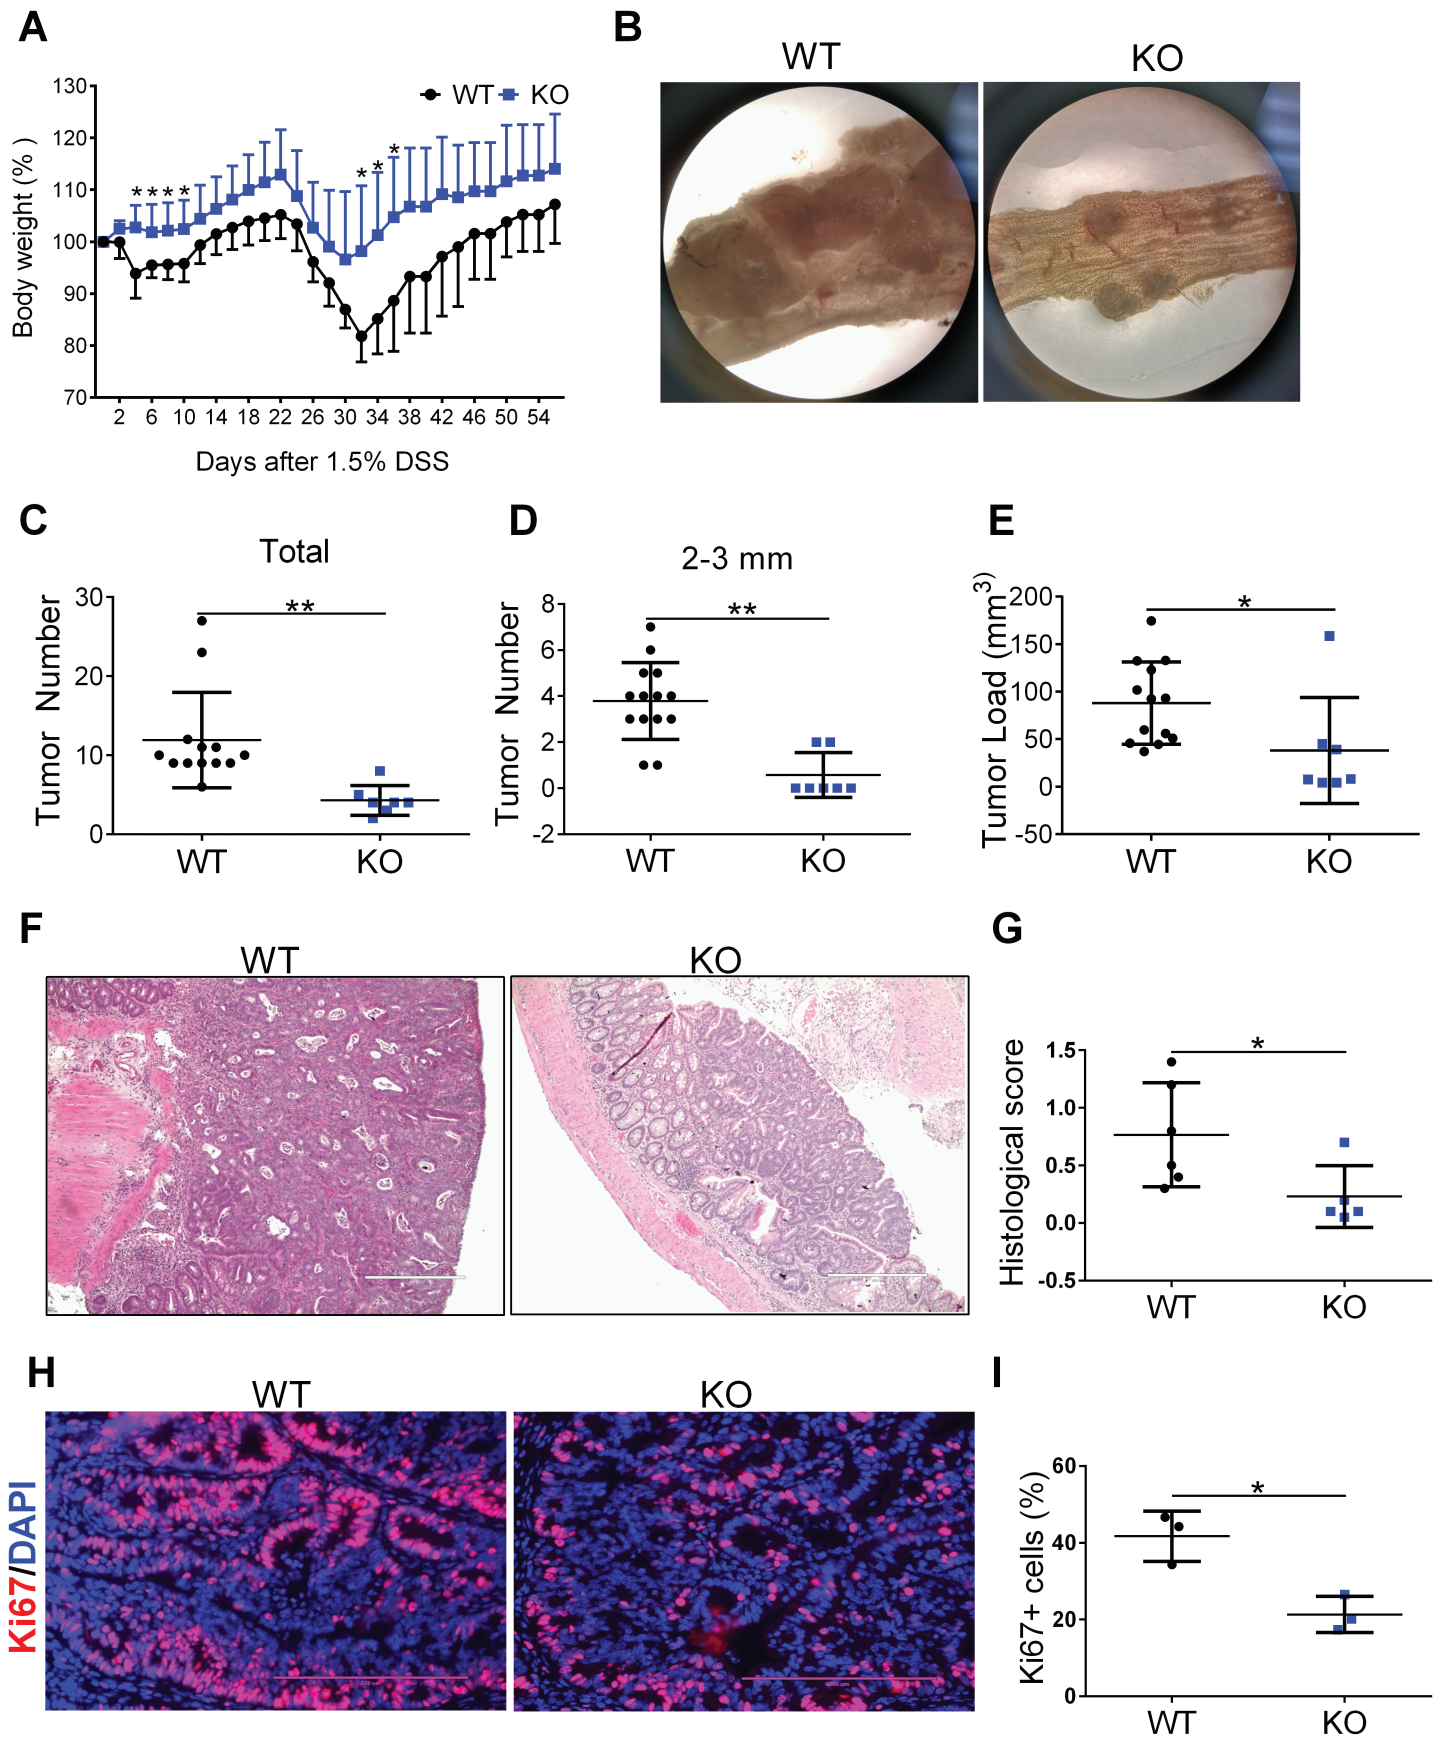 A
WT KO
Body weight (%)
130
120
110
100
90
80
70
* * * *
* * *
2 6 10 14 18 22 26 30 34 38 42 46 50 54
Days after 1.5% DSS
B
WT KO
C
Total
Tumor Number
30
20
10
0
**
WT KO
D
2-3 mm
Tumor Number
8
6
4
2
0
-2
**
WT KO
E
Tumor Load (mm3)
200
150
100
50
0
-50
*
WT KO
F
WT KO
G
Histological score
1.5
1.0
0.5
0.0
-0.5
*
WT KO
H
WT KO
Ki67/DAPI
I
Ki67+ cells (%)
60
40
20
0
*
WT KO